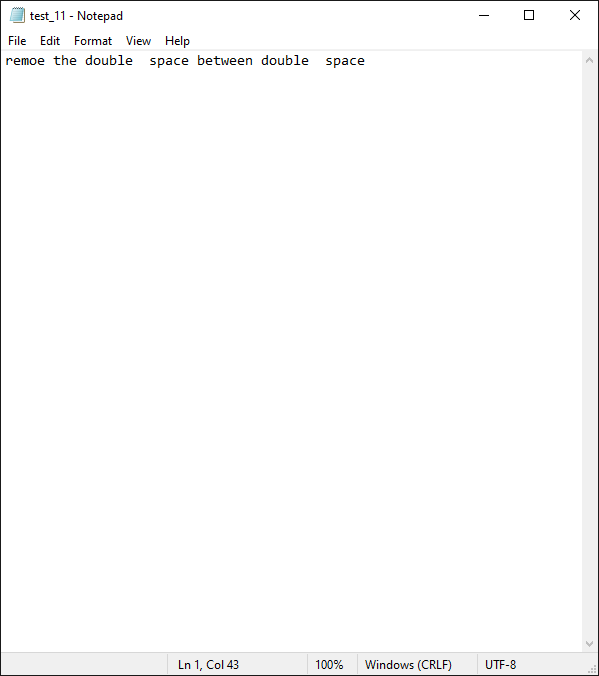 test_11 - Notepad
File Edit Format View Help
remoe the double  space between double  space
Ln 1, Col 43 100% Windows (CRLF) UTF-8